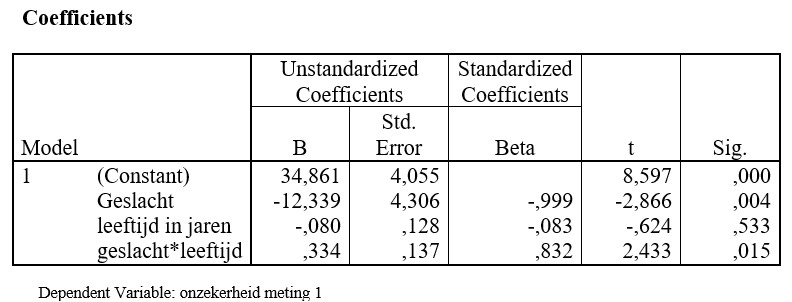 Coefficients
Unstandardized Coefficients Standardized Coefficients
Model B Std. Error Beta t Sig.
1 (Constant) 34,861 4,055 8,597 ,000
Geslacht -12,339 4,306 -,999 -2,866 ,004
leeftijd in jaren -,080 ,128 -,083 -,624 ,533
geslacht*leeftijd ,334 ,137 ,832 2,433 ,015
Dependent Variable: onzekerheid meting 1